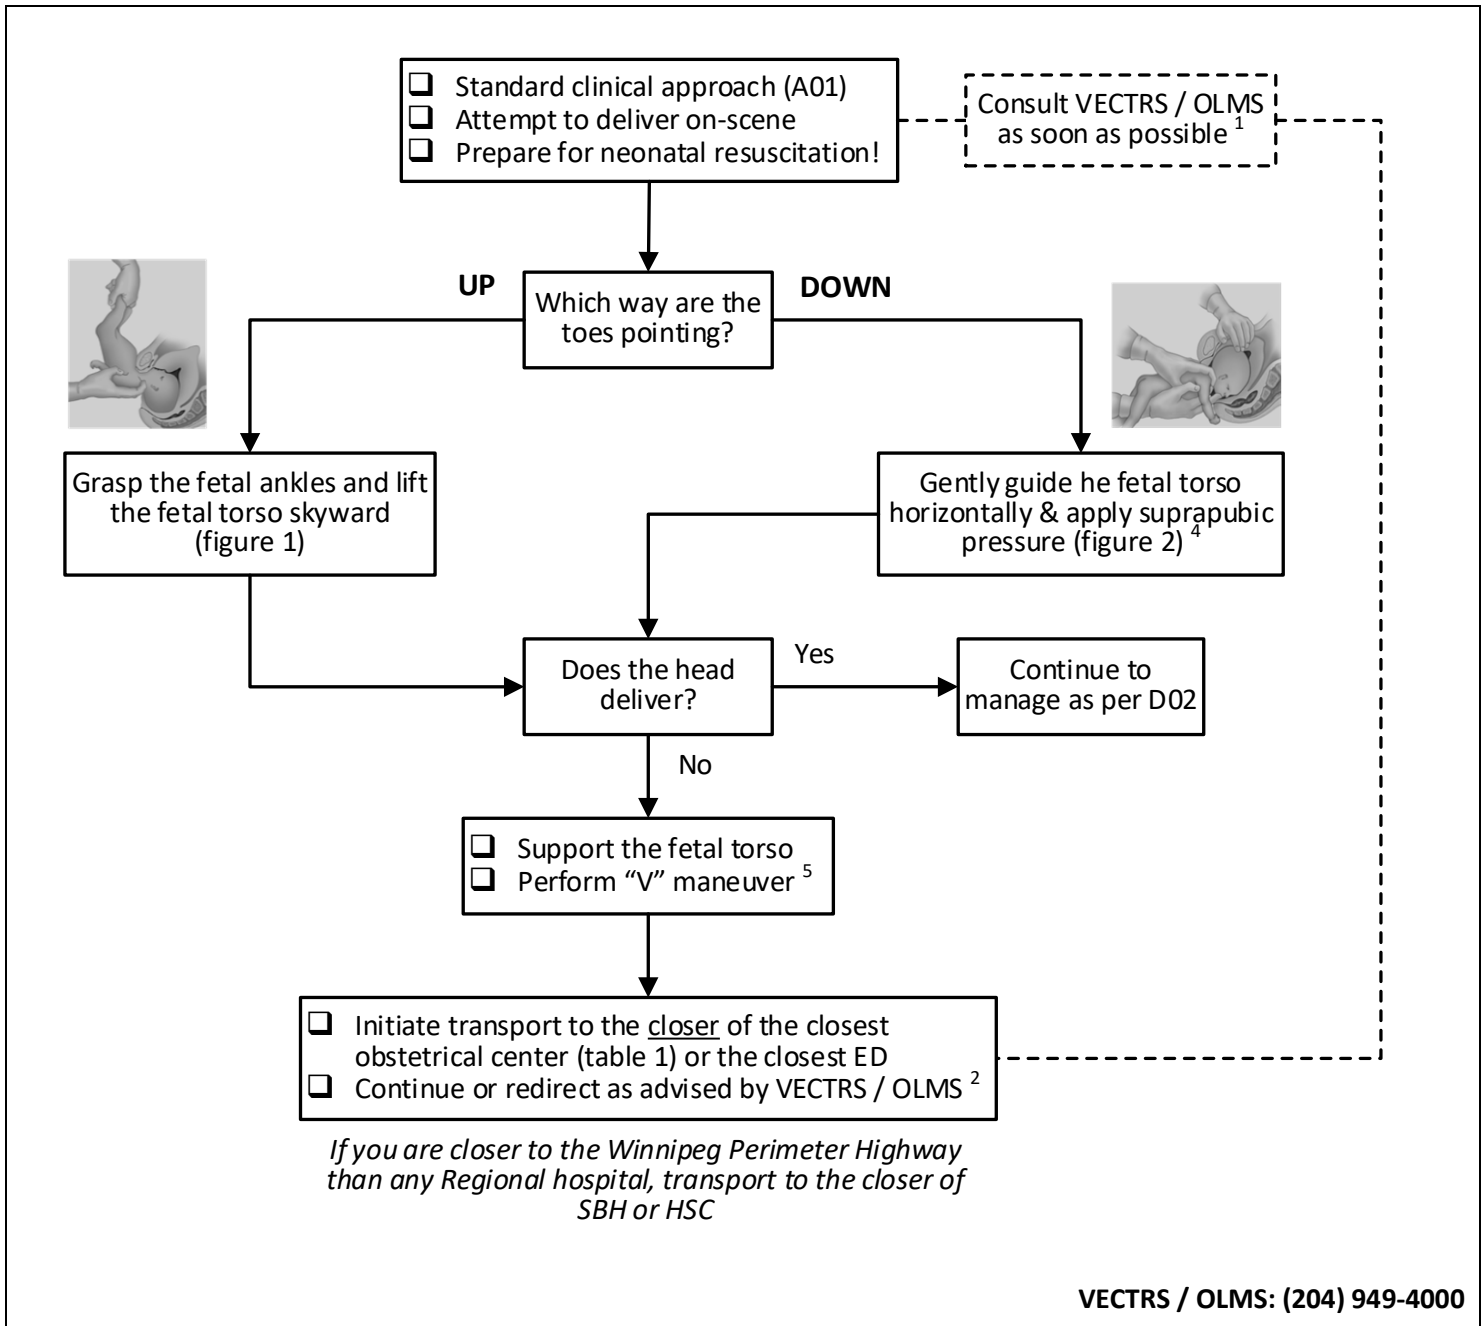 ❑ Standard clinical approach (A01)
❑ Attempt to deliver on-scene
❑ Prepare for neonatal resuscitation!
Consult VECTRS / OLMS
as soon as possible 1
UP
Which way are the
toes pointing?
DOWN
Grasp the fetal ankles and lift
the fetal torso skyward
(figure 1)
Gently guide he fetal torso
horizontally & apply suprapubic
pressure (figure 2) 4
Does the head
deliver?
Yes
Continue to
manage as per D02
No
❑ Support the fetal torso
❑ Perform “V” maneuver 5
❑ Initiate transport to the closer of the closest
obstetrical center (table 1) or the closest ED
❑ Continue or redirect as advised by VECTRS / OLMS 2
If you are closer to the Winnipeg Perimeter Highway
than any Regional hospital, transport to the closer of
SBH or HSC
VECTRS / OLMS: (204) 949-4000